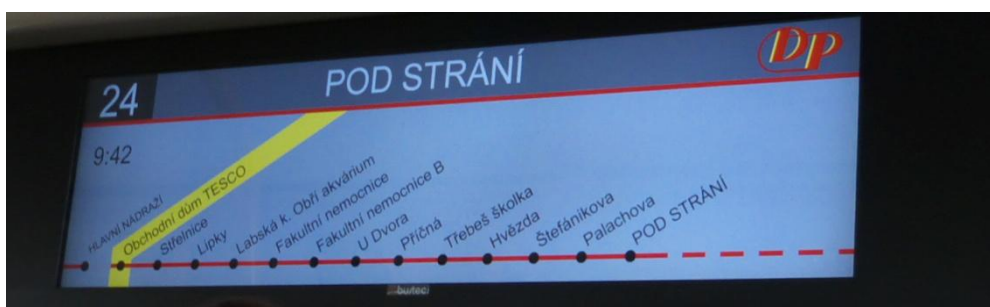 24
POD STRÁNÍ
DP
9:42
HLAVNÍ NÁDRAŽÍ
Obchodní dům TESCO
Střelnice
Lipky
Labská k. Obří akvárium
Fakultní nemocnice
Fakultní nemocnice B
U Dvora
Příčná
Třebeš školka
Hvězda
Štefánikova
Palachova
POD STRÁNÍ